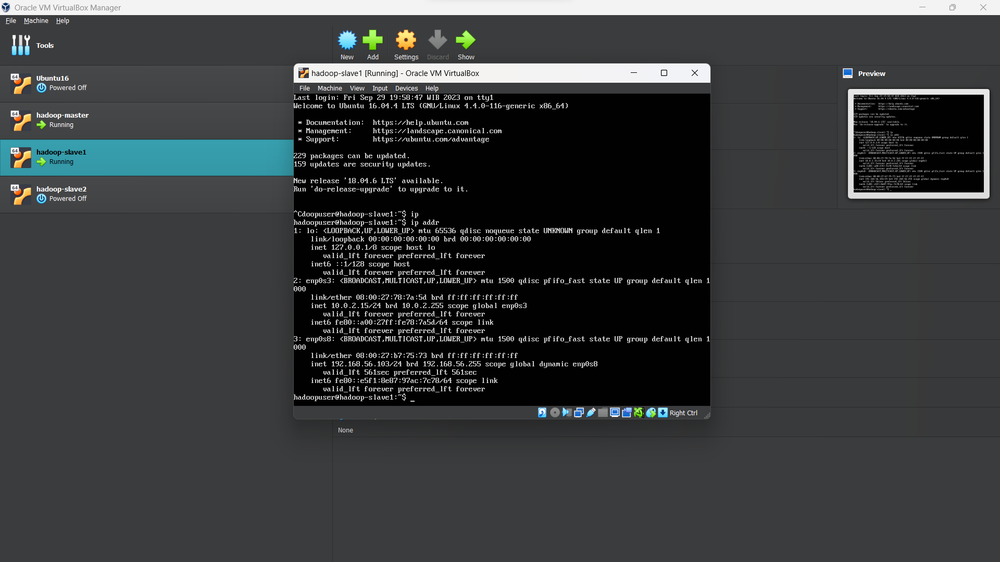 Oracle VM VirtualBox Manager
File Machine Help
Tools
New Add Settings Discard Show
Ubuntu16
Powered Off
hadoop-master
Running
hadoop-slave1
Running
hadoop-slave2
Powered Off
Preview
hadoop-slave1 [Running] - Oracle VM VirtualBox
File Machine View Input Devices Help
Last login: Fri Sep 29 19:58:47 WIB 2023 on tty1
Welcome to Ubuntu 16.04.4 LTS (GNU/Linux 4.4.0-116-generic x86_64)
* Documentation: https://help.ubuntu.com
* Management: https://landscape.canonical.com
* Support: https://ubuntu.com/advantage
229 packages can be updated.
159 updates are security updates.
New release '18.04.6 LTS' available.
Run 'do-release-upgrade' to upgrade to it.
^Cdoopuser@hadoop-slave1:~$ ip
hadoopuser@hadoop-slave1:~$ ip addr
1: lo: <LOOPBACK,UP,LOWER_UP> mtu 65536 qdisc noqueue state UNKNOWN group default qlen 1
link/loopback 00:00:00:00:00:00 brd 00:00:00:00:00:00
inet 127.0.0.1/8 scope host lo
valid_lft forever preferred_lft forever
inet6 ::1/128 scope host
valid_lft forever preferred_lft forever
2: enp0s3: <BROADCAST,MULTICAST,UP,LOWER_UP> mtu 1500 qdisc pfifo_fast state UP group default qlen 1
000
link/ether 08:00:27:78:7a:5d brd ff:ff:ff:ff:ff:ff
inet 10.0.2.15/24 brd 10.0.2.255 scope global enp0s3
valid_lft forever preferred_lft forever
inet6 fe80::a00:27ff:fe78:7a5d/64 scope link
valid_lft forever preferred_lft forever
3: enp0s8: <BROADCAST,MULTICAST,UP,LOWER_UP> mtu 1500 qdisc pfifo_fast state UP group default qlen 1
000
link/ether 08:00:27:b7:75:73 brd ff:ff:ff:ff:ff:ff
inet 192.168.56.103/24 brd 192.168.56.255 scope global dynamic enp0s8
valid_lft 561sec preferred_lft 561sec
inet6 fe80::e5f1:8e87:97ac:7c78/64 scope link
valid_lft forever preferred_lft forever
hadoopuser@hadoop-slave1:~$ _
Right Ctrl
None